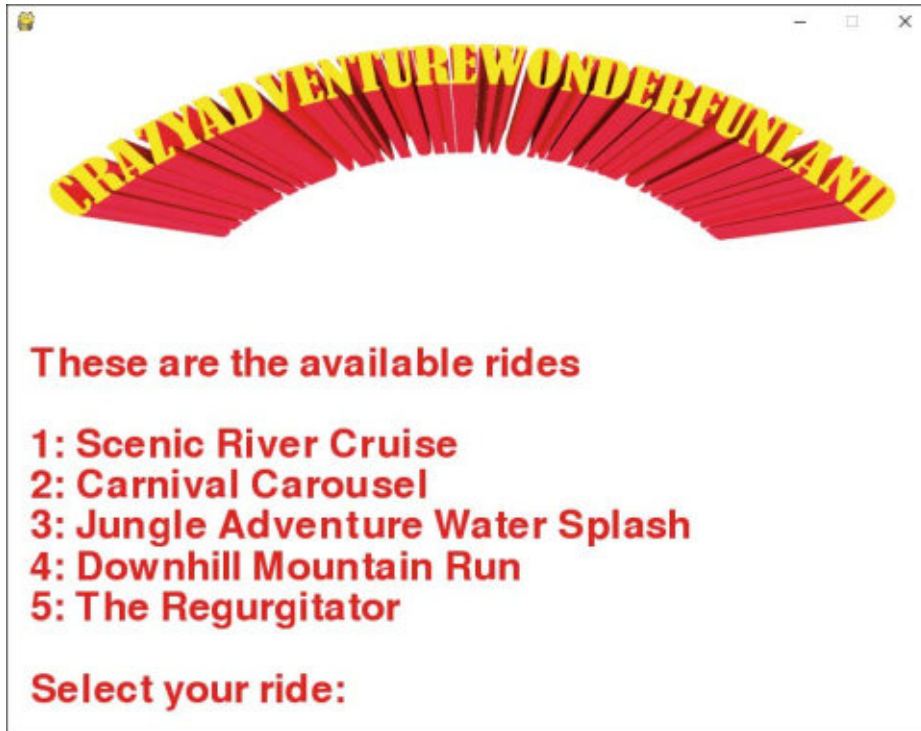 CRAZYADVENTUREWONDERFUNLAND
These are the available rides
1: Scenic River Cruise
2: Carnival Carousel
3: Jungle Adventure Water Splash
4: Downhill Mountain Run
5: The Regurgitator
Select your ride: